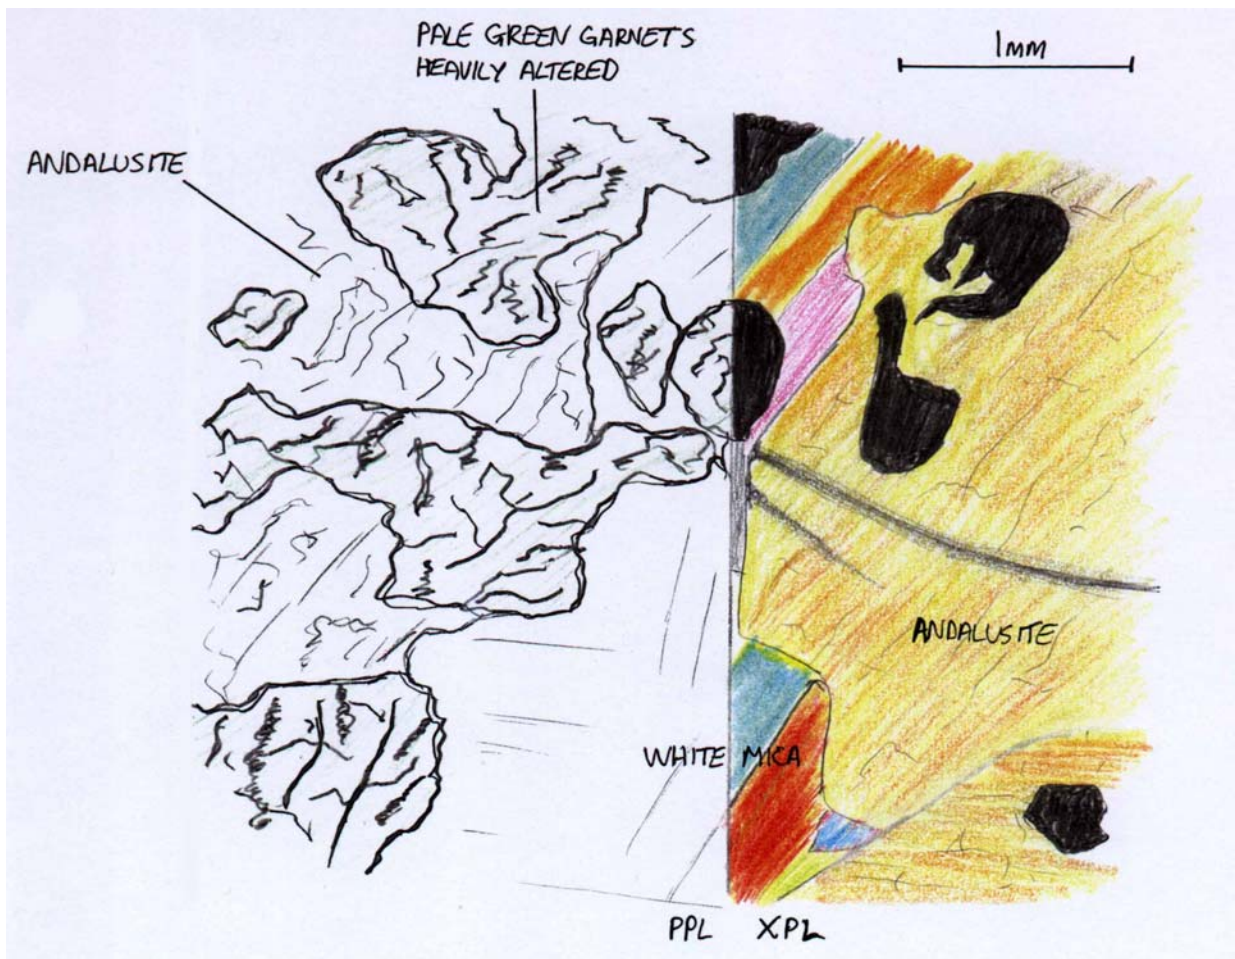 PALE GREEN GARNETS
HEAVILY ALTERED
1mm
ANDALUSITE
ANDALUSITE
WHITE MICA
PPL XPL